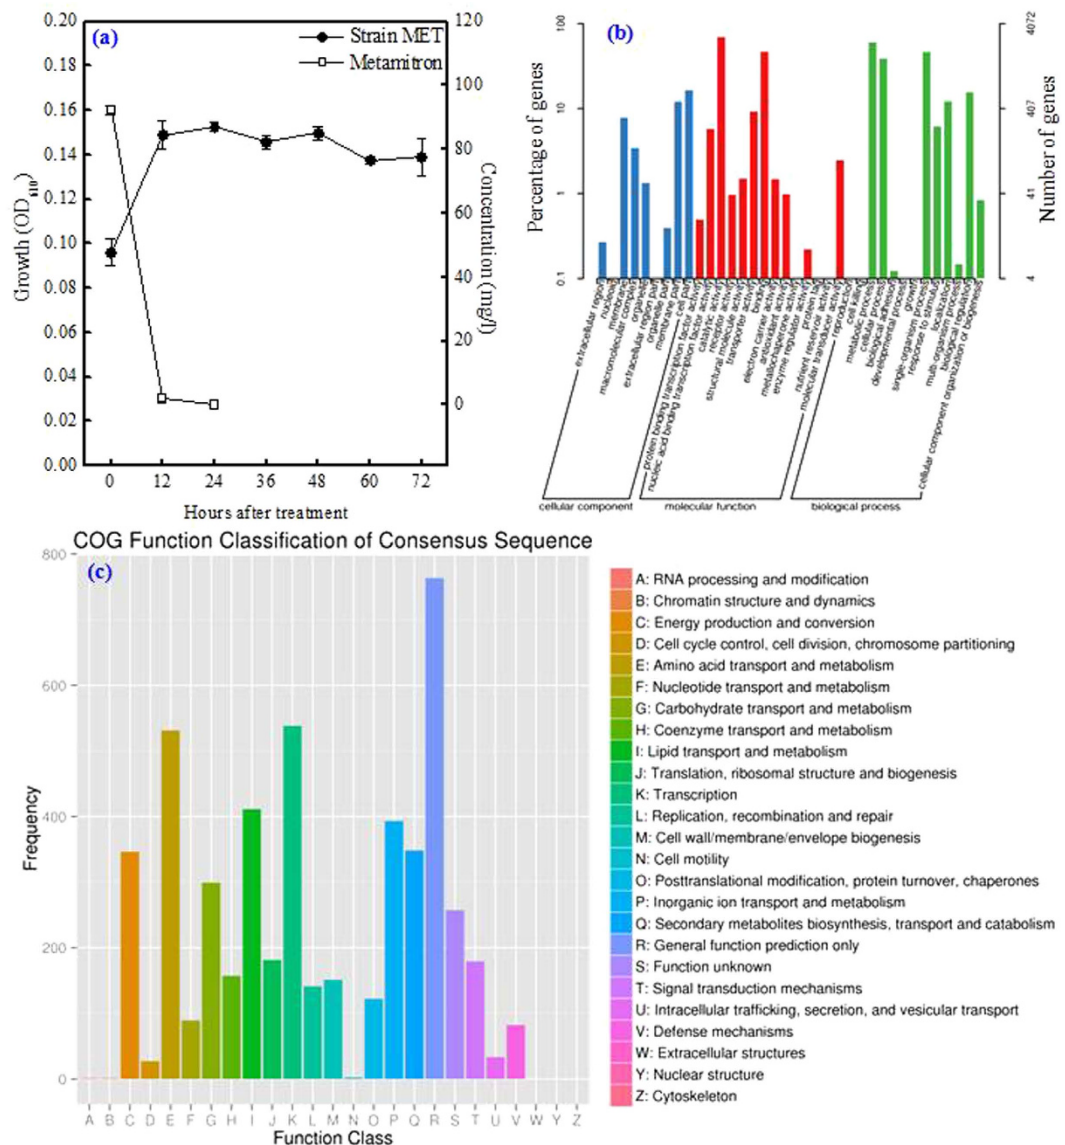 (a)
Strain MET
Metamitron
Growth (OD610)
0.20
0.18
0.16
0.14
0.12
0.10
0.08
0.06
0.04
0.02
0.00
120
100
80
60
40
20
0
Concentration (mg/l)
0 12 24 36 48 60 72
Hours after treatment
(b)
Percentage of genes
100
10
1
0.1
Number of genes
4072
407
41
4
extracellular region
nucleoid
membrane
macromolecular complex
organelle
extracellular region part
organelle part
membrane part
cell part
protein binding transcription factor activity
nucleic acid binding transcription factor activity
catalytic activity
receptor activity
structural molecule activity
transporter activity
binding
electron carrier activity
antioxidant activity
metallochaperone activity
enzyme regulator activity
protein tag
nutrient reservoir activity
molecular transducer activity
reproduction
cell killing
metabolic process
cellular process
biological adhesion
developmental process
growth
single-organism process
response to stimulus
localization
multi-organism process
biological regulation
cellular component organization or biogenesis
cellular component
molecular function
biological process
COG Function Classification of Consensus Sequence
(c)
Frequency
800
600
400
200
0
A B C D E F G H I J K L M N O P Q R S T U V W Y Z
Function Class
A: RNA processing and modification
B: Chromatin structure and dynamics
C: Energy production and conversion
D: Cell cycle control, cell division, chromosome partitioning
E: Amino acid transport and metabolism
F: Nucleotide transport and metabolism
G: Carbohydrate transport and metabolism
H: Coenzyme transport and metabolism
I: Lipid transport and metabolism
J: Translation, ribosomal structure and biogenesis
K: Transcription
L: Replication, recombination and repair
M: Cell wall/membrane/envelope biogenesis
N: Cell motility
O: Posttranslational modification, protein turnover, chaperones
P: Inorganic ion transport and metabolism
Q: Secondary metabolites biosynthesis, transport and catabolism
R: General function prediction only
S: Function unknown
T: Signal transduction mechanisms
U: Intracellular trafficking, secretion, and vesicular transport
V: Defense mechanisms
W: Extracellular structures
Y: Nuclear structure
Z: Cytoskeleton